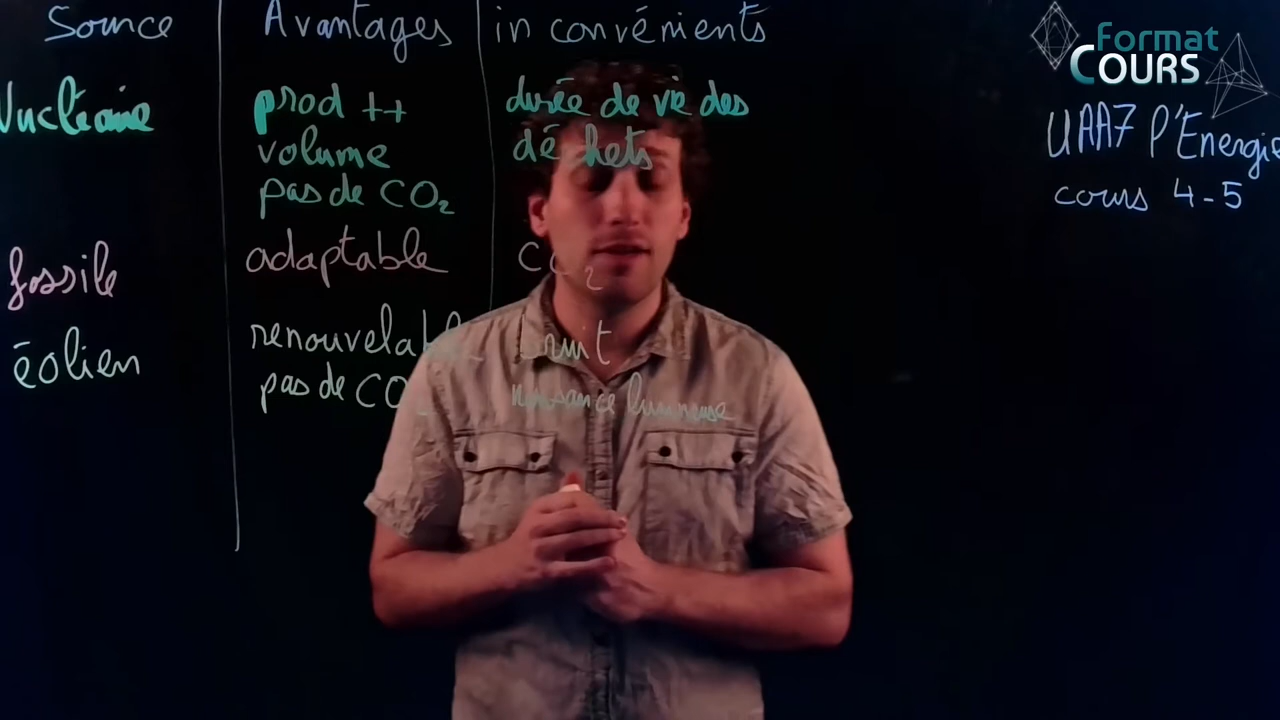 Source Avantages inconvénients
Nucléaire prod ++ durée de vie des
volume déchets
pas de CO₂
fossile adaptable CO₂
éolien renouvelable bruit
pas de CO₂ nuisance lumineuse
Format
COURS
UAA7 l'Energie
cours 4-5